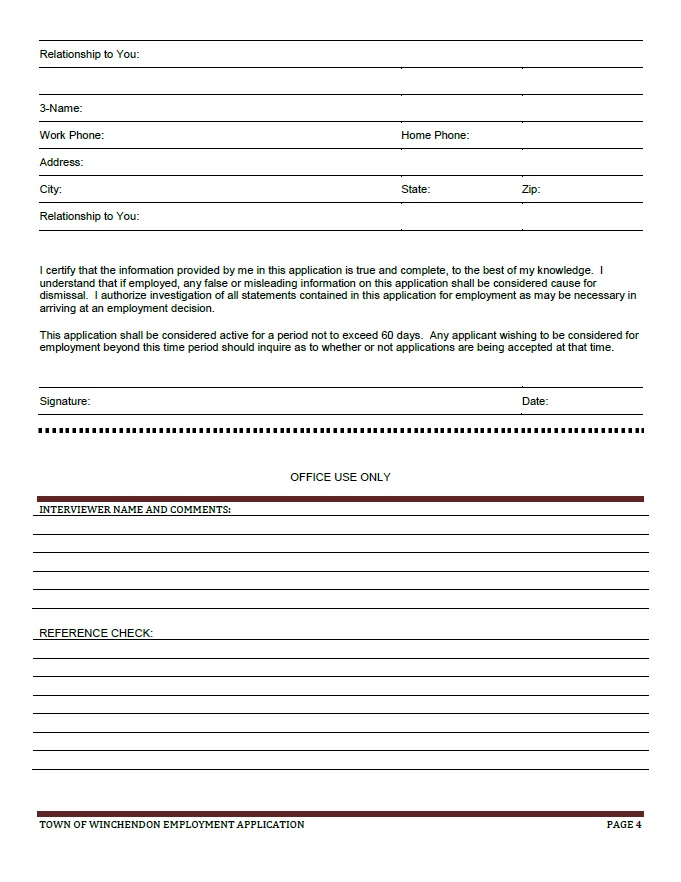 Relationship to You:
3-Name:
Work Phone: Home Phone:
Address:
City: State: Zip:
Relationship to You:
I certify that the information provided by me in this application is true and complete, to the best of my knowledge.  I
understand that if employed, any false or misleading information on this application shall be considered cause for
dismissal.  I authorize investigation of all statements contained in this application for employment as may be necessary in
arriving at an employment decision.
This application shall be considered active for a period not to exceed 60 days.  Any applicant wishing to be considered for
employment beyond this time period should inquire as to whether or not applications are being accepted at that time.
Signature: Date:
OFFICE USE ONLY
INTERVIEWER NAME AND COMMENTS:
REFERENCE CHECK:
TOWN OF WINCHENDON EMPLOYMENT APPLICATION PAGE 4